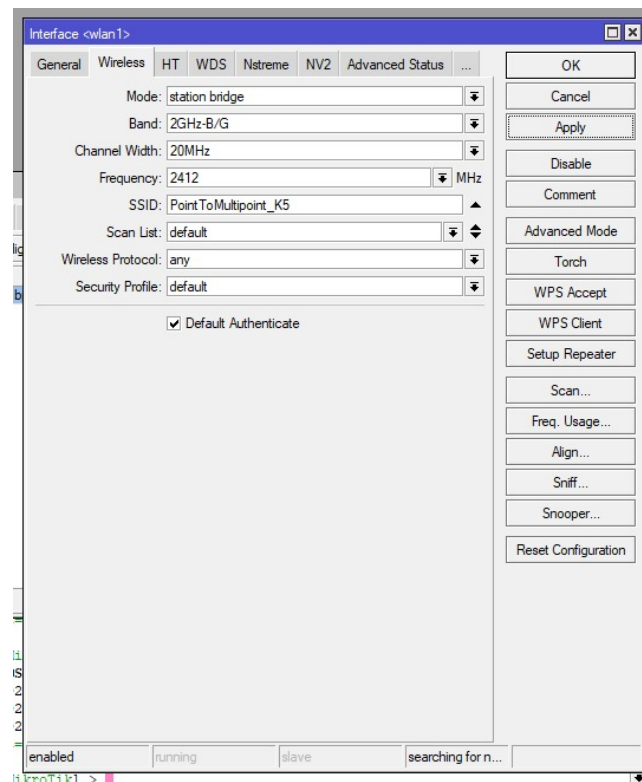 Interface <wlan1>
General Wireless HT WDS Nstreme NV2 Advanced Status ...
Mode: station bridge
Band: 2GHz-B/G
Channel Width: 20MHz
Frequency: 2412 MHz
SSID: PointToMultipoint_K5
Scan List: default
Wireless Protocol: any
Security Profile: default
Default Authenticate
OK
Cancel
Apply
Disable
Comment
Advanced Mode
Torch
WPS Accept
WPS Client
Setup Repeater
Scan...
Freq. Usage...
Align...
Sniff...
Snooper...
Reset Configuration
enabled running slave searching for n...